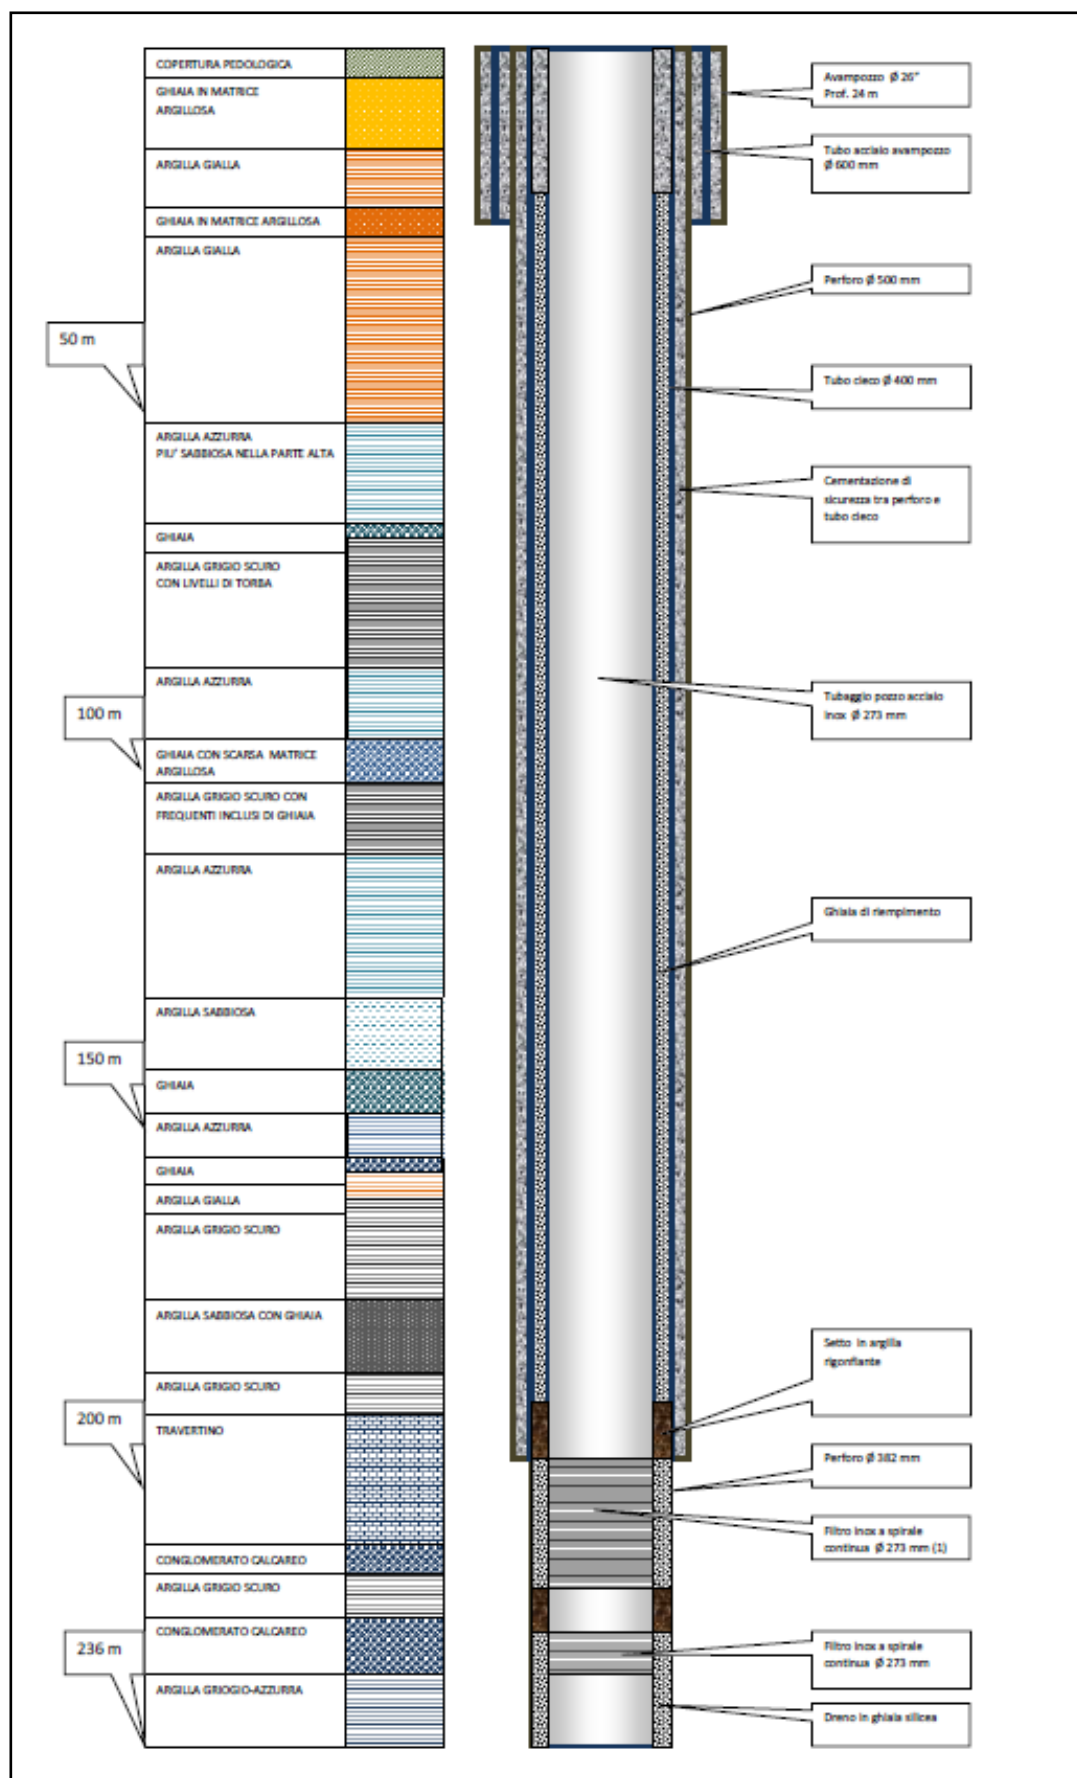 COPERTURA PEDOLOGICA
GHIAIA IN MATRICE
ARGILLOSA
ARGILLA GIALLA
GHIAIA IN MATRICE ARGILLOSA
ARGILLA GIALLA
50 m
ARGILLA AZZURRA
PIU' SABBIOSA NELLA PARTE ALTA
GHIAIA
ARGILLA GRIGIO SCURO
CON LIVELLI DI TORBA
ARGILLA AZZURRA
100 m
GHIAIA CON SCARSA MATRICE
ARGILLOSA
ARGILLA GRIGIO SCURO CON
FREQUENTI INCLUSI DI GHIAIA
ARGILLA AZZURRA
ARGILLA SABBIOSA
150 m
GHIAIA
ARGILLA AZZURRA
GHIAIA
ARGILLA GIALLA
ARGILLA GRIGIO SCURO
ARGILLA SABBIOSA CON GHIAIA
ARGILLA GRIGIO SCURO
200 m
TRAVERTINO
CONGLOMERATO CALCAREO
ARGILLA GRIGIO SCURO
CONGLOMERATO CALCAREO
236 m
ARGILLA GRIOGIO-AZZURRA
Avampozzo Ø 26"
Prof. 24 m
Tubo acciaio avampozzo
Ø 600 mm
Perforo Ø 500 mm
Tubo cieco Ø 400 mm
Cementazione di
sicurezza tra perforo e
tubo cieco
Tubaggio pozzo acciaio
inox Ø 273 mm
Ghiaia di riempimento
Setto in argilla
rigonfiante
Perforo Ø 382 mm
Filtro inox a spirale
continua Ø 273 mm (1)
Filtro inox a spirale
continua Ø 273 mm
Dreno in ghiaia silicea